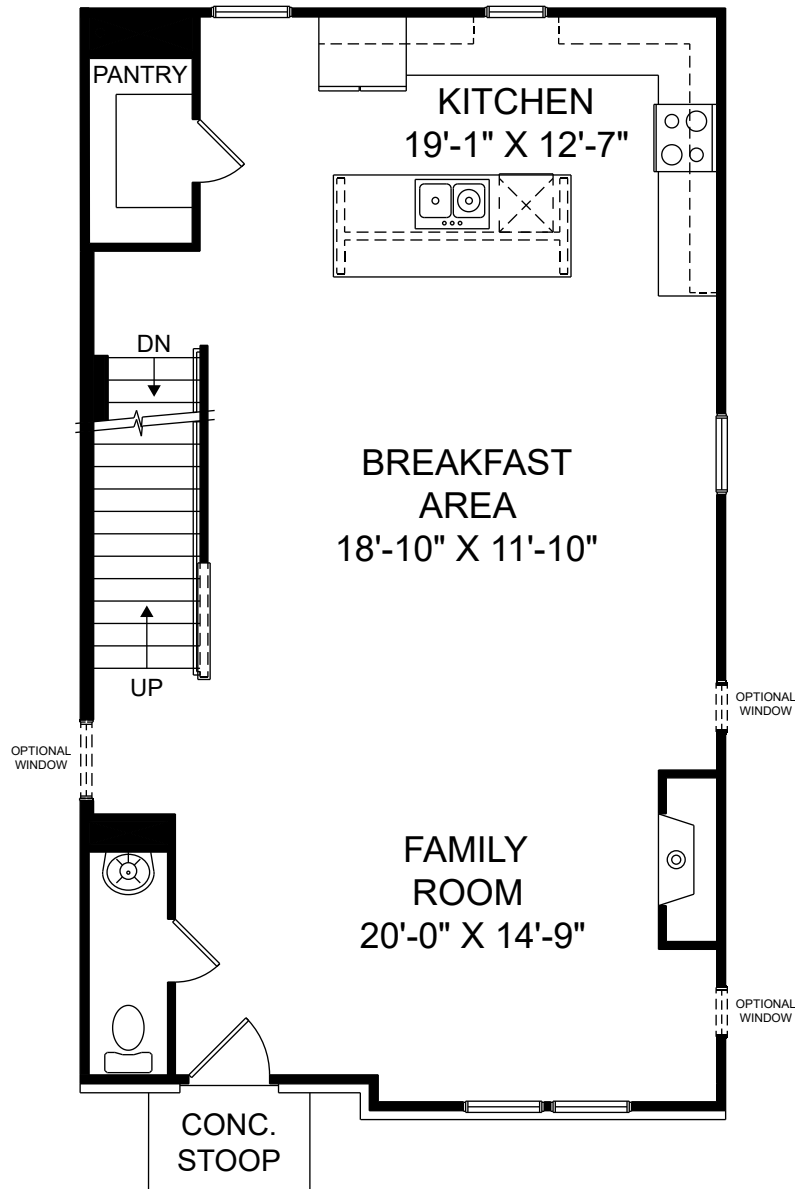 PANTRY
KITCHEN
19'-1" X 12'-7"
DN
BREAKFAST
AREA
18'-10" X 11'-10"
UP
OPTIONAL
WINDOW
OPTIONAL
WINDOW
FAMILY
ROOM
20'-0" X 14'-9"
OPTIONAL
WINDOW
CONC.
STOOP